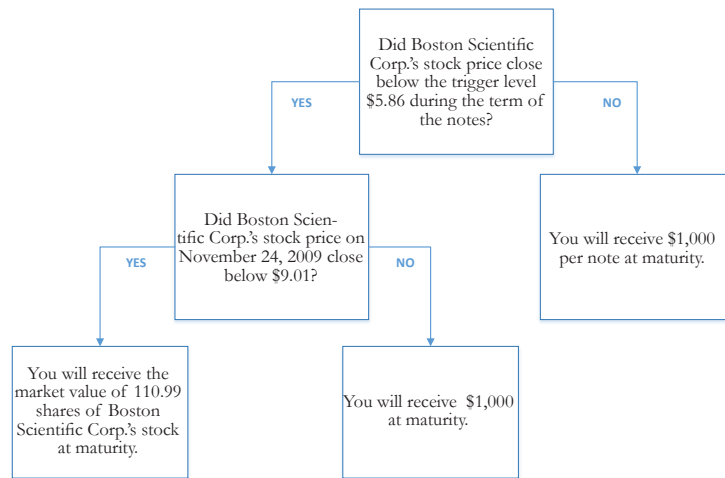 Did Boston Scientific
Corp.'s stock price close
below the trigger level
$5.86 during the term of
the notes?
YES
NO
Did Boston Scien-
tific Corp.'s stock price on
November 24, 2009 close
below $9.01?
You will receive $1,000
per note at maturity.
YES
NO
You will receive the
market value of 110.99
shares of Boston
Scientific Corp.'s stock
at maturity.
You will receive $1,000
at maturity.